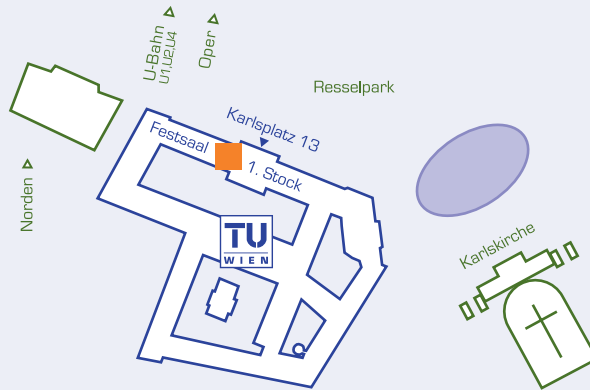 U-Bahn
U1,U2,U4
Oper
Resselpark
Karlsplatz 13
Festsaal
1. Stock
Norden
TU
WIEN
Karlskirche